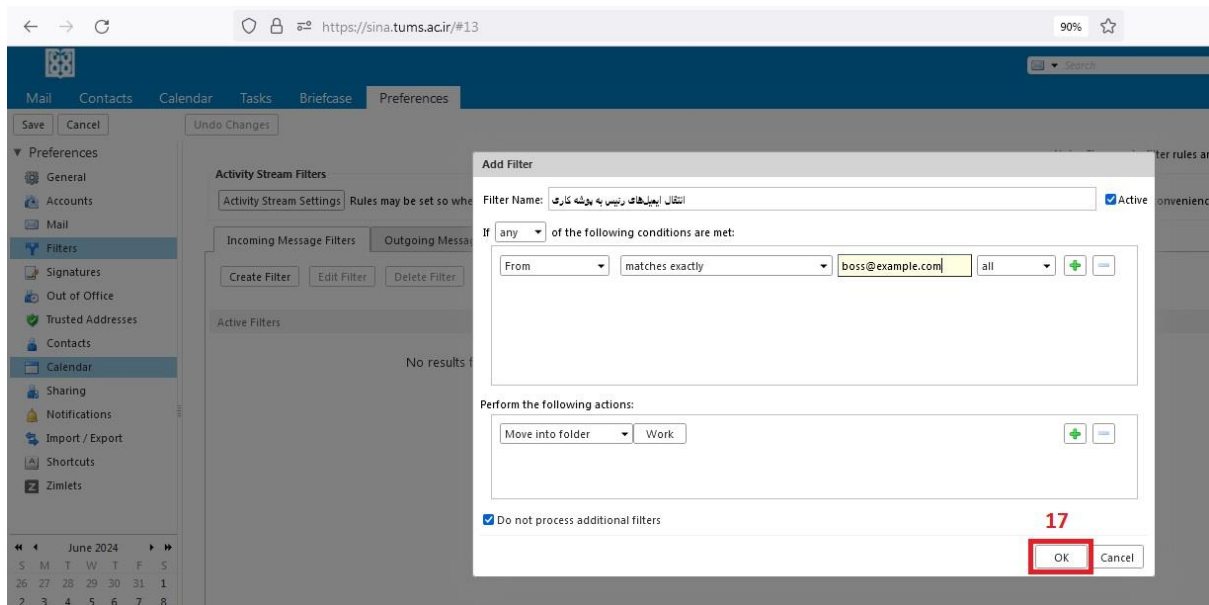 https://sina.tums.ac.ir/#13
90%
Search
Mail Contacts Calendar Tasks Briefcase Preferences
Save Cancel Undo Changes
Preferences
General
Accounts
Mail
Filters
Signatures
Out of Office
Trusted Addresses
Contacts
Calendar
Sharing
Notifications
Import / Export
Shortcuts
Zimlets
June 2024
S M T W T F S
26 27 28 29 30 31 1
2 3 4 5 6 7 8
Activity Stream Filters
Activity Stream Settings Rules may be set so whe
Incoming Message Filters Outgoing Messa
Create Filter Edit Filter Delete Filter
Active Filters
No results f
ter rules ar
onvenienc
Add Filter
Filter Name: انتقال ایمیل‌های رئیس به پوشه کاری Active
If any of the following conditions are met:
From matches exactly boss@example.com all
Perform the following actions:
Move into folder Work
Do not process additional filters
17
OK Cancel